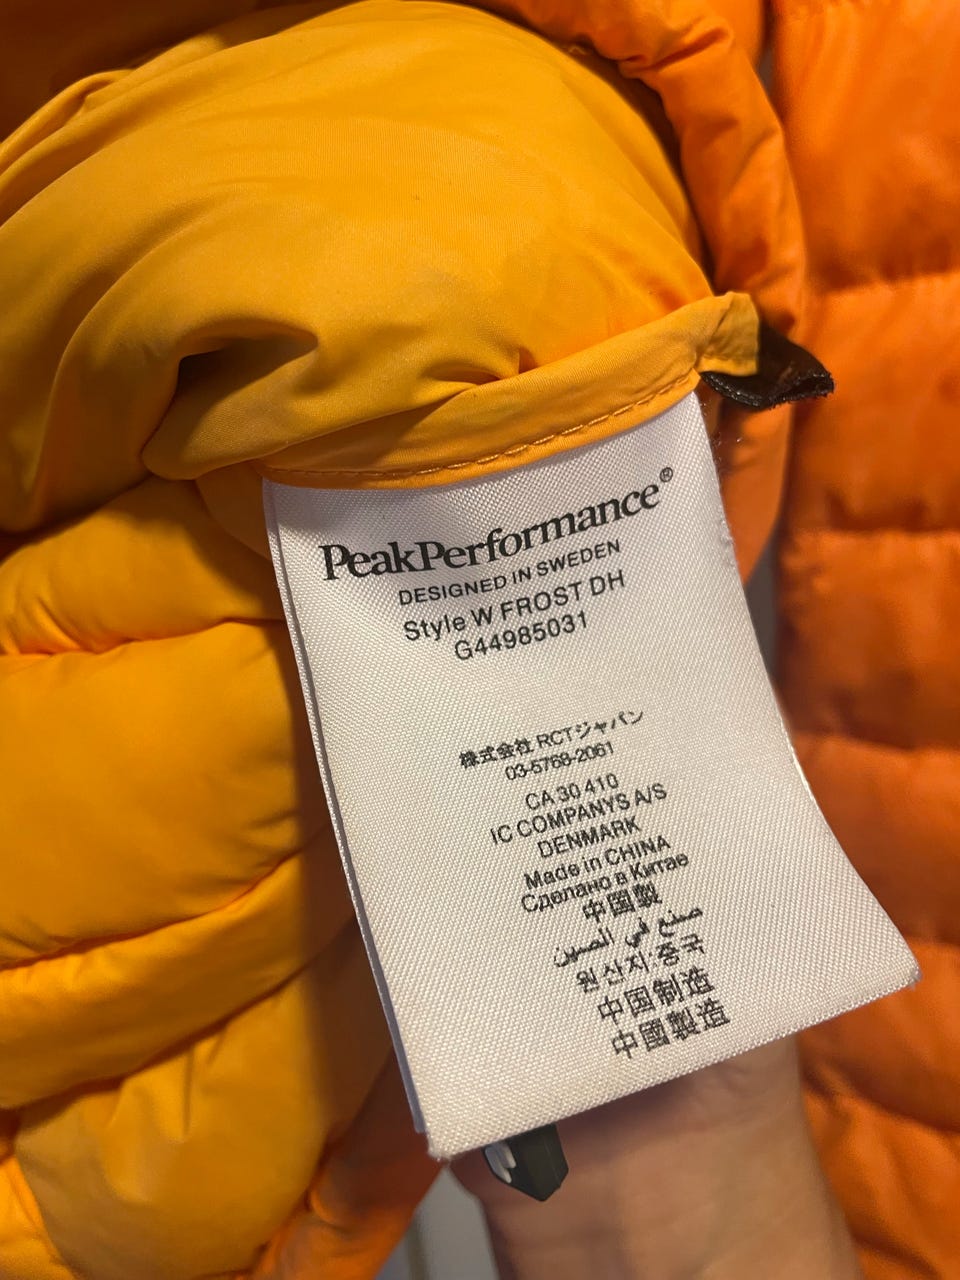 PeakPerformance®
DESIGNED IN SWEDEN
Style W FROST DH
G44985031
株式会社 RCTジャパン
03-5768-2061
CA 30 410
IC COMPANYS A/S
DENMARK
Made in CHINA
Сделано в Китае
中国製
صنع في الصين
원산지:중국
中国制造
中國製造